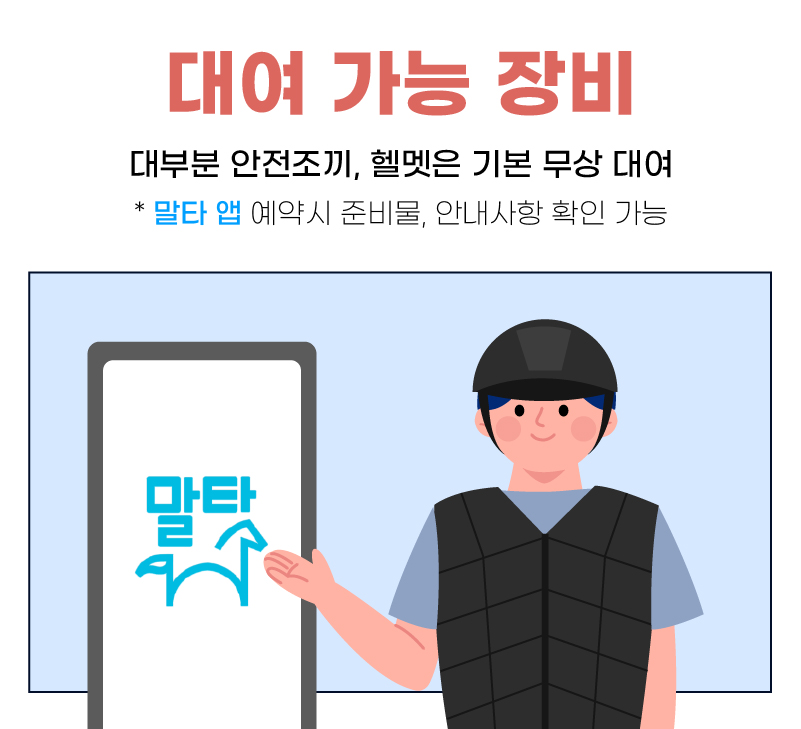 대여 가능 장비
대부분 안전조끼, 헬멧은 기본 무상 대여
* 말타 앱 예약시 준비물, 안내사항 확인 가능
말타